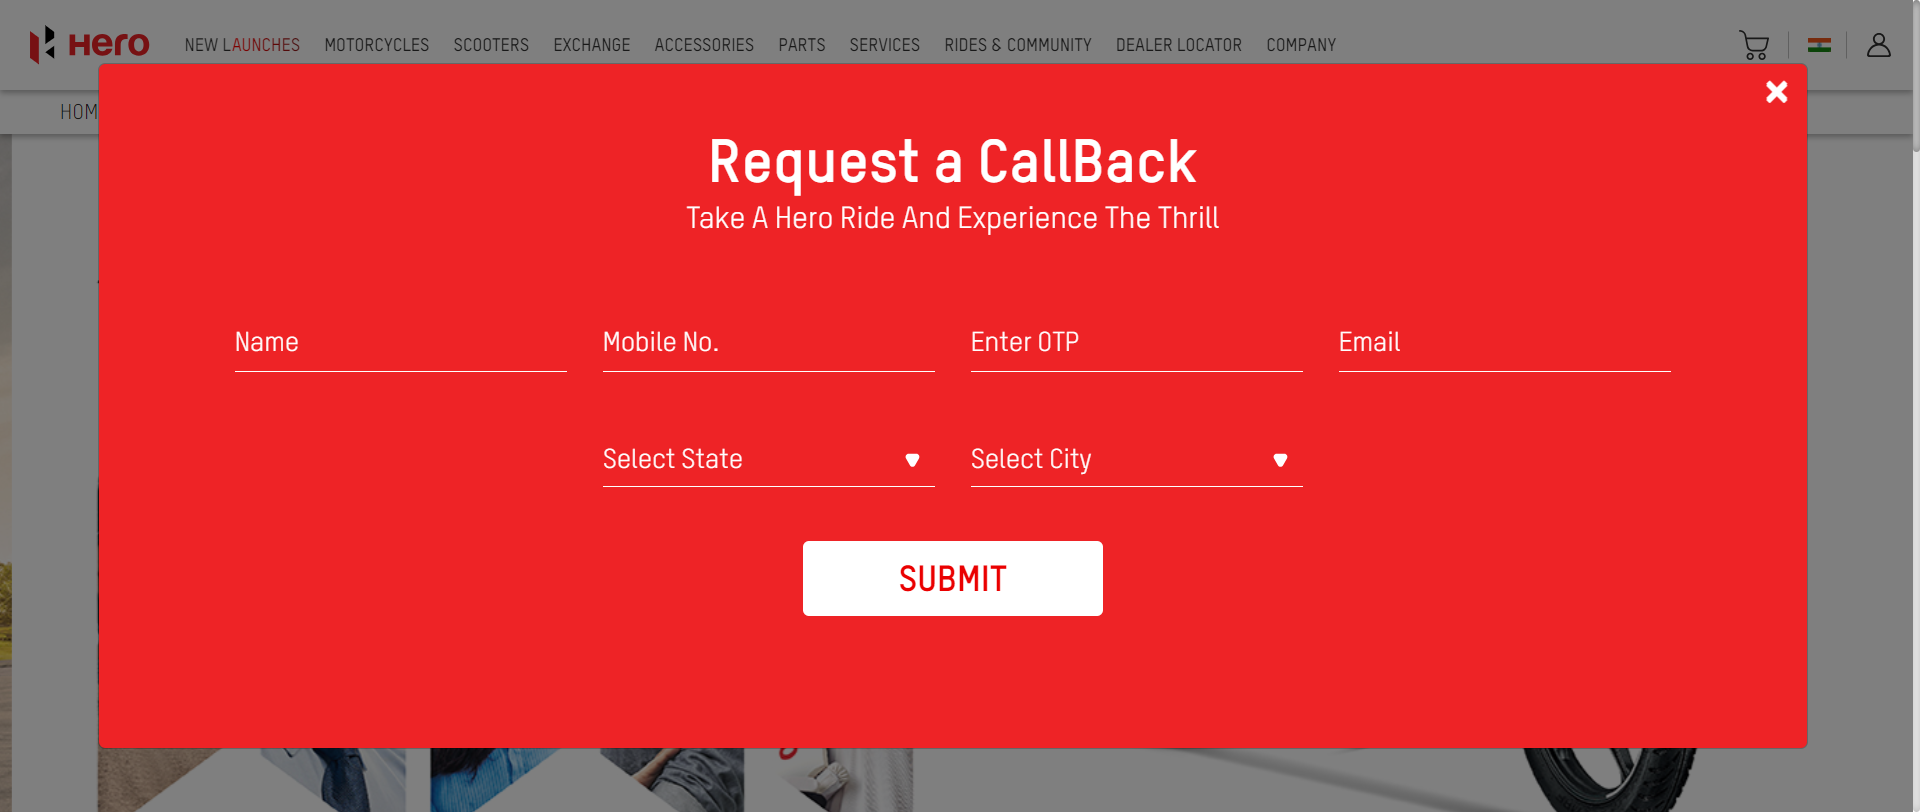 Hero NEW LAUNCHES MOTORCYCLES SCOOTERS EXCHANGE ACCESSORIES PARTS SERVICES RIDES & COMMUNITY DEALER LOCATOR COMPANY
HOM
Request a CallBack
Take A Hero Ride And Experience The Thrill
Name Mobile No. Enter OTP Email
Select State Select City
SUBMIT